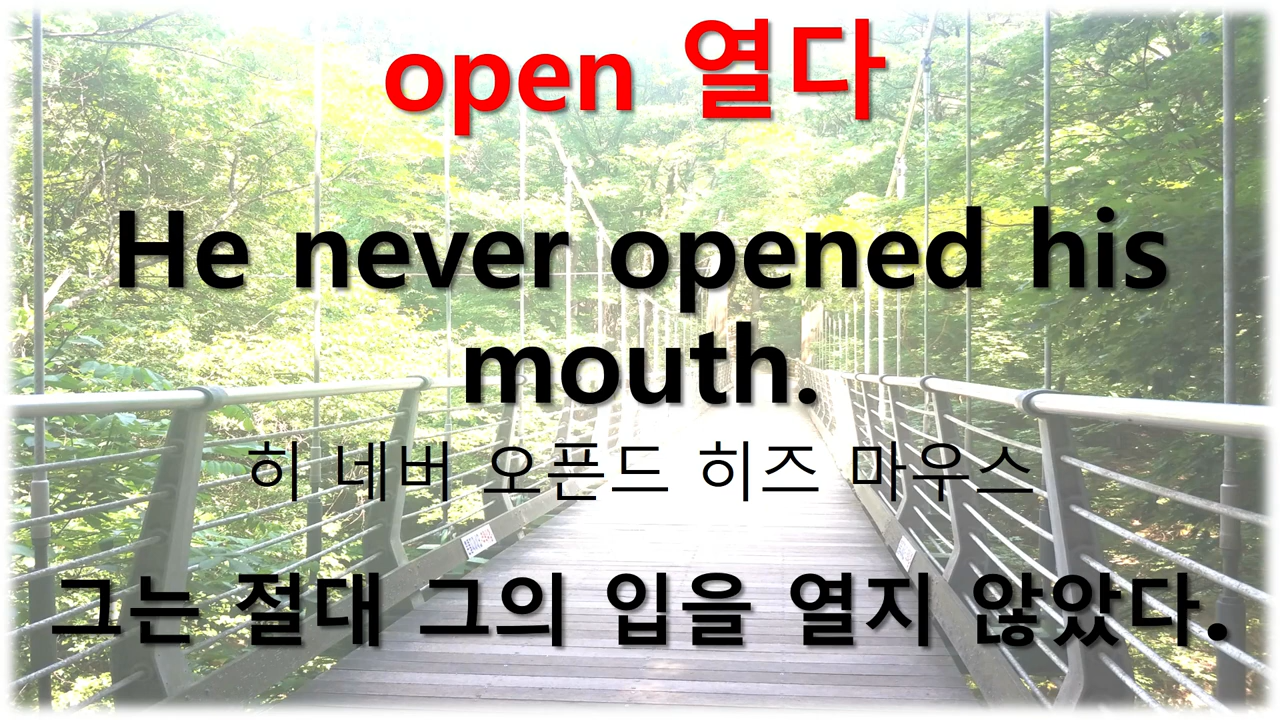 open 열다
He never opened his
mouth.
히 네버 오픈드 히즈 마우스
그는 절대 그의 입을 열지 않았다.